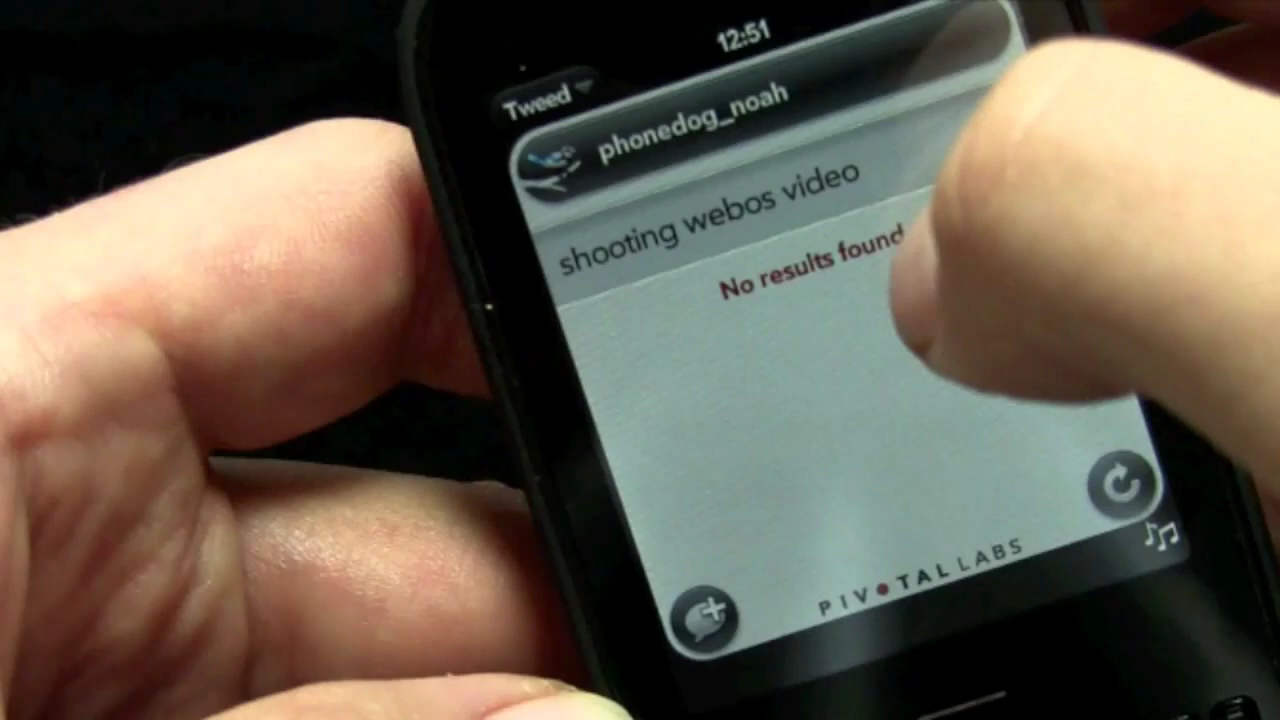 12:51
Tweed
phonedog_noah
shooting webos video
No results found
PIVOTAL LABS